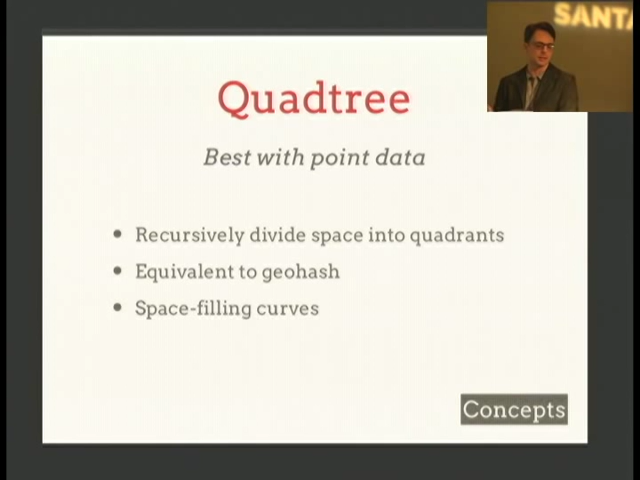 SANTA
Quadtree
Best with point data
• Recursively divide space into quadrants
• Equivalent to geohash
• Space-filling curves
Concepts